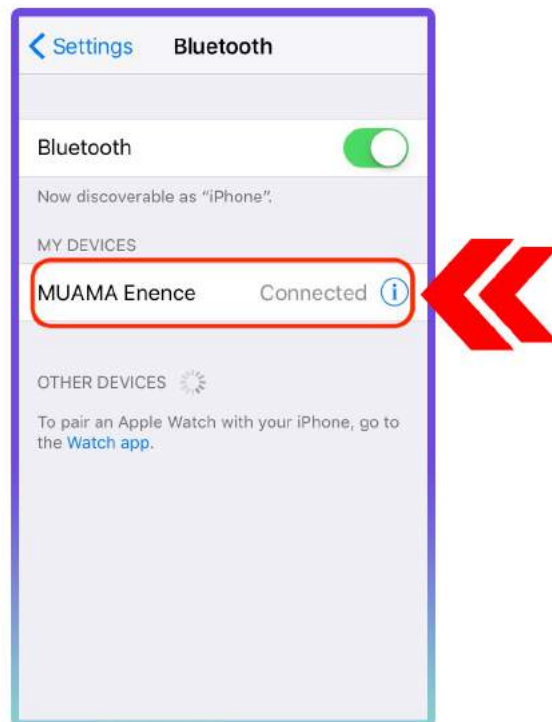 Settings Bluetooth
Bluetooth
Now discoverable as “iPhone”.
MY DEVICES
MUAMA Enence Connected
OTHER DEVICES
To pair an Apple Watch with your iPhone, go to
the Watch app.